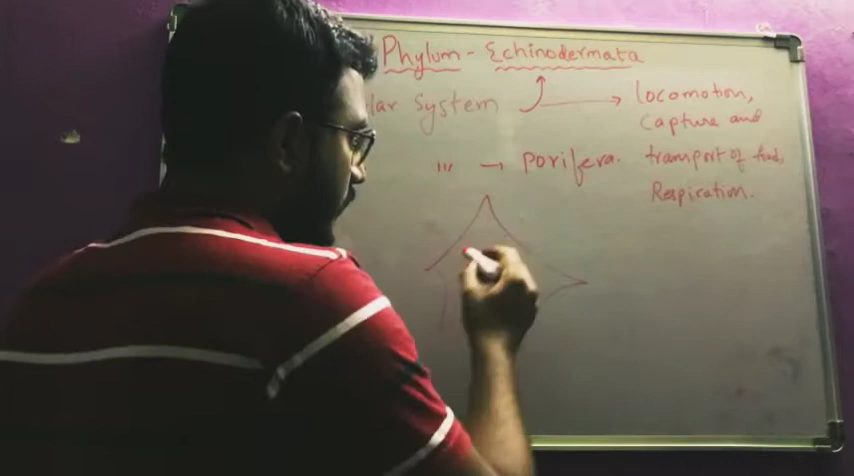 Phylum - Echinodermata
lar System → locomotion,
capture and
''' → porifera. transport of food,
Respiration.